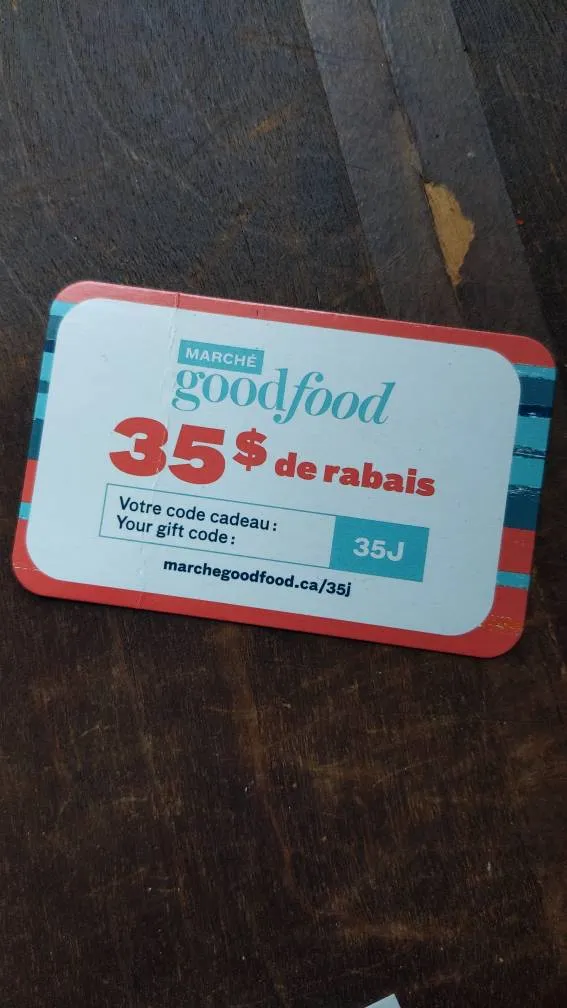 MARCHÉ
goodfood
35$ de rabais
Votre code cadeau :
Your gift code :
35J
marchegoodfood.ca/35j